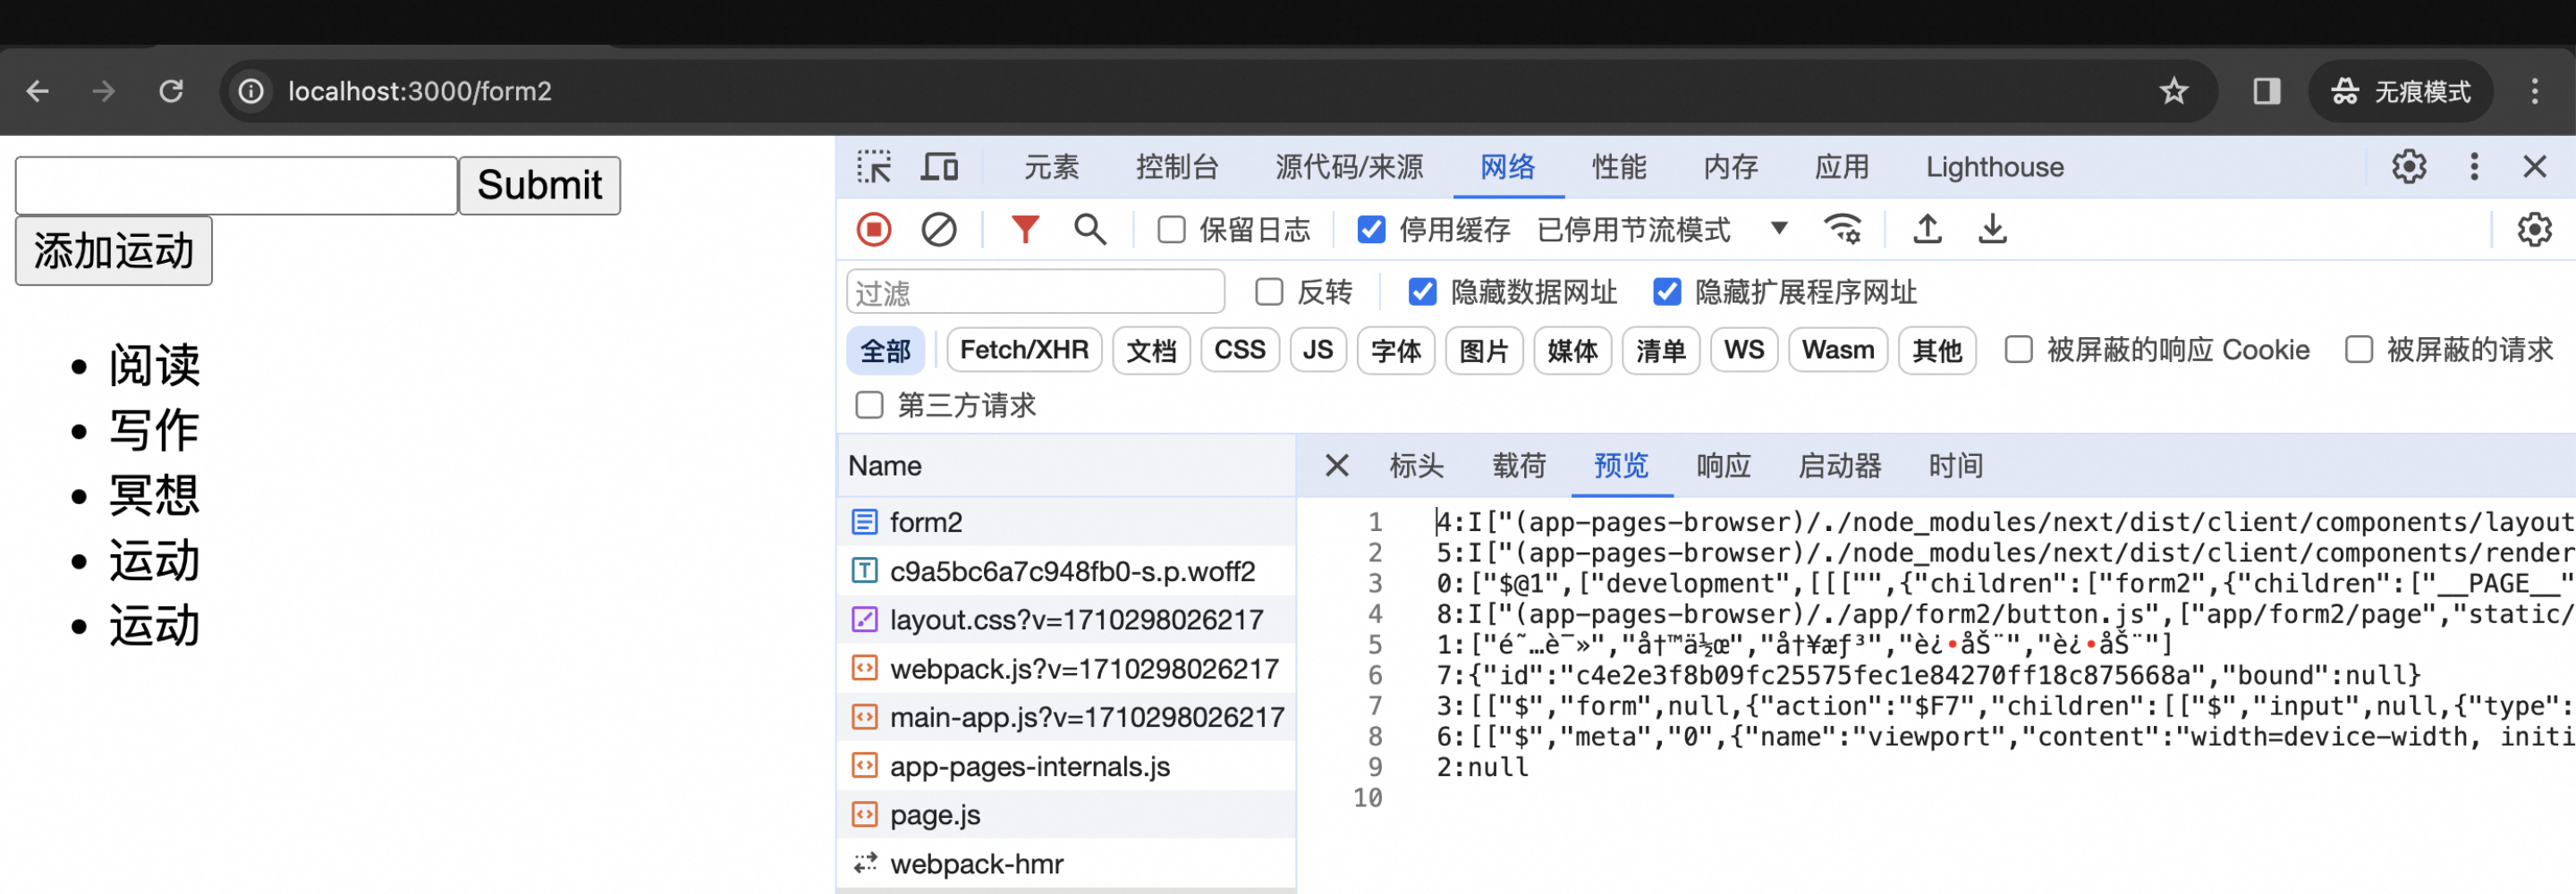 localhost:3000/form2
无痕模式
Submit
添加运动
阅读
写作
冥想
运动
运动
元素 控制台 源代码/来源 网络 性能 内存 应用 Lighthouse
保留日志 停用缓存 已停用节流模式
过滤 反转 隐藏数据网址 隐藏扩展程序网址
全部 Fetch/XHR 文档 CSS JS 字体 图片 媒体 清单 WS Wasm 其他 被屏蔽的响应 Cookie 被屏蔽的请求
第三方请求
Name
form2
c9a5bc6a7c948fb0-s.p.woff2
layout.css?v=1710298026217
webpack.js?v=1710298026217
main-app.js?v=1710298026217
app-pages-internals.js
page.js
webpack-hmr
标头 载荷 预览 响应 启动器 时间
1 4:I["(app-pages-browser)/./node_modules/next/dist/client/components/layout
2 5:I["(app-pages-browser)/./node_modules/next/dist/client/components/render
3 0:["$@1",["development",[[["",{"children":["form2",{"children":["__PAGE__"
4 8:I["(app-pages-browser)/./app/form2/button.js",["app/form2/page","static/
5 1:["é˜…è¯»","å†™ä½œ","å†¥æƒ³","è¿•åŠ¨","è¿•åŠ¨"]
6 7:{"id":"c4e2e3f8b09fc25575fec1e84270ff18c875668a","bound":null}
7 3:[["$","form",null,{"action":"$F7","children":[["$","input",null,{"type":
8 6:[["$","meta","0",{"name":"viewport","content":"width=device-width, initi
9 2:null
10